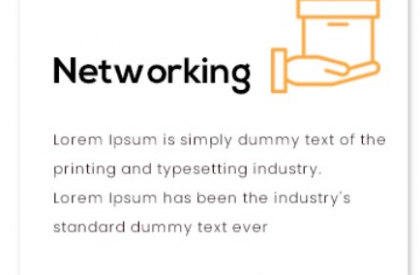 Networking
Lorem Ipsum is simply dummy text of the
printing and typesetting industry.
Lorem Ipsum has been the industry's
standard dummy text ever